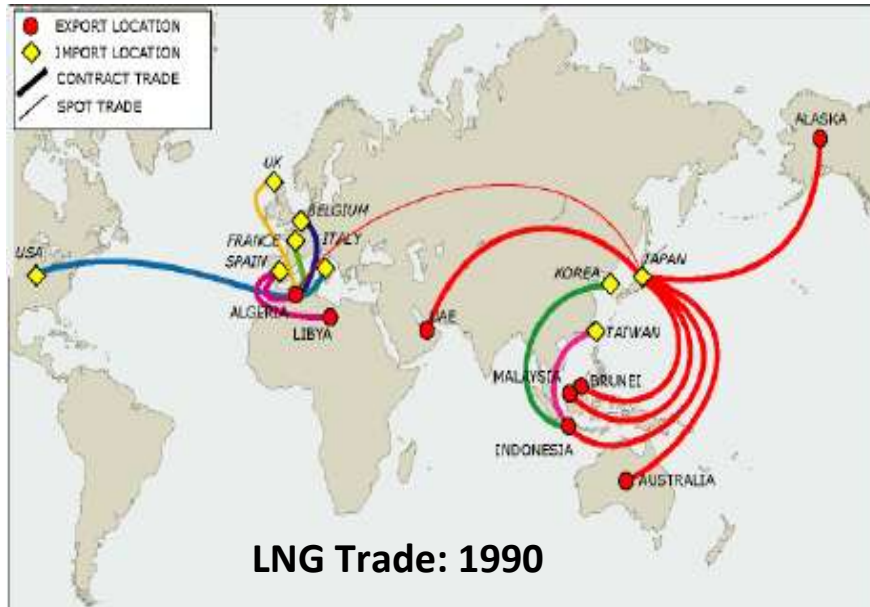 EXPORT LOCATION
IMPORT LOCATION
CONTRACT TRADE
SPOT TRADE
ALASKA
UK
BELGIUM
FRANCE
ITALY
USA
SPAIN
KOREA
JAPAN
ALGERIA
LIBYA
UAE
TAIWAN
MALAYSIA
BRUNEI
INDONESIA
AUSTRALIA
LNG Trade: 1990